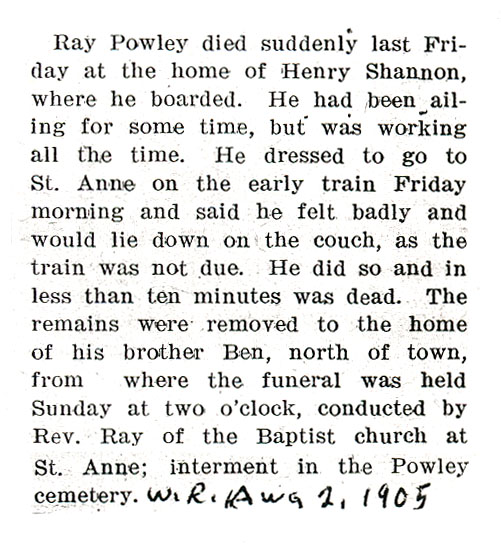 Ray Powley died suddenly last Fri-
day at the home of Henry Shannon,
where he boarded. He had been ail-
ing for some time, but was working
all the time. He dressed to go to
St. Anne on the early train Friday
morning and said he felt badly and
would lie down on the couch, as the
train was not due. He did so and in
less than ten minutes was dead. The
remains were removed to the home
of his brother Ben, north of town,
from where the funeral was held
Sunday at two o'clock, conducted by
Rev. Ray of the Baptist church at
St. Anne; interment in the Powley
cemetery. W.R. Aug 2, 1905